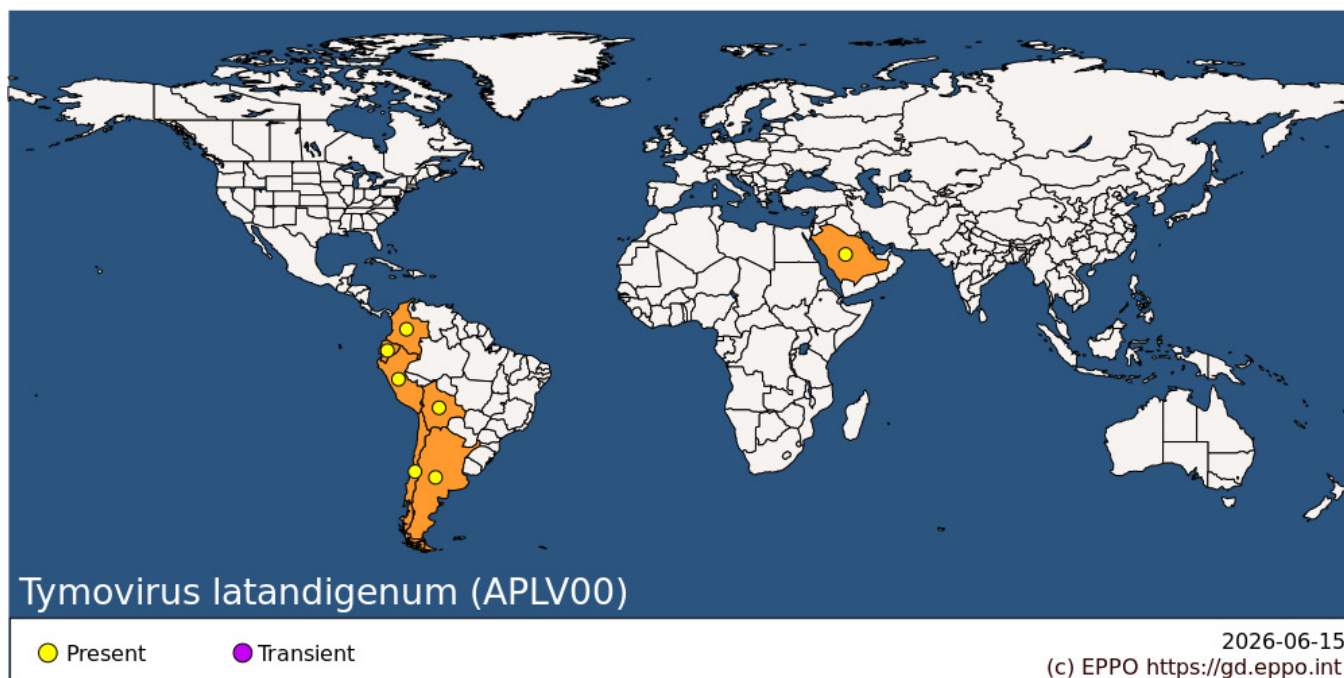 Tymovirus latandigenum (APLV00)
Present
Transient
2026-06-15
(c) EPPO https://gd.eppo.int